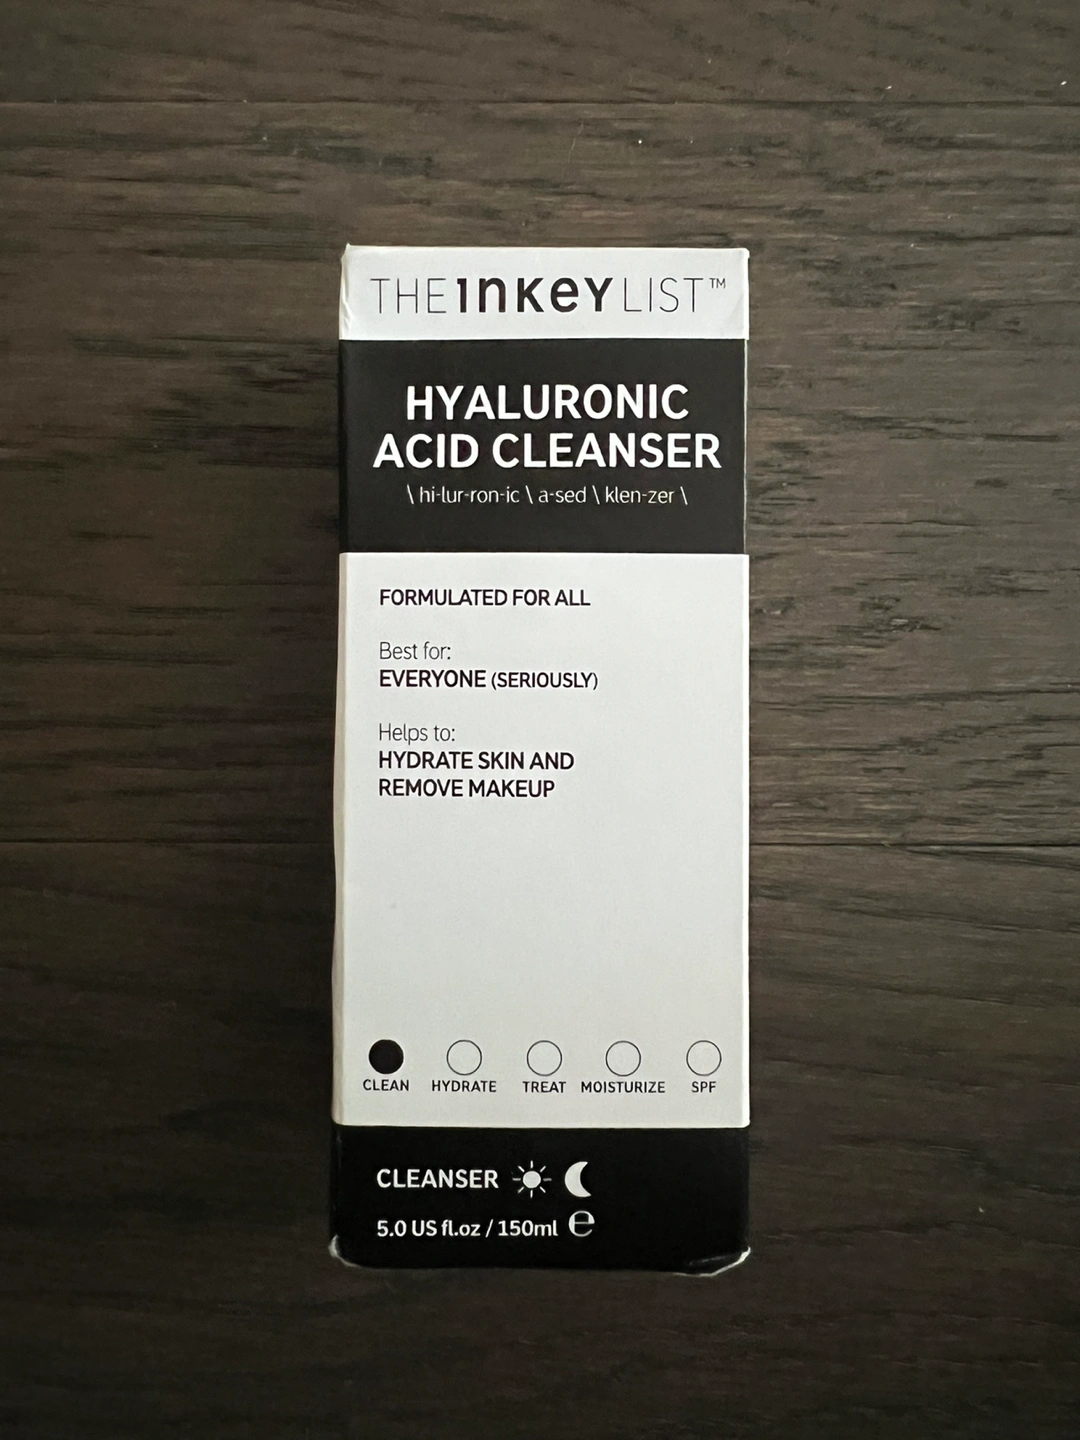 THE INKEY LIST™
HYALURONIC
ACID CLEANSER
\ hi-lur-ron-ic \ a-sed \ klen-zer \
FORMULATED FOR ALL
Best for:
EVERYONE (SERIOUSLY)
Helps to:
HYDRATE SKIN AND
REMOVE MAKEUP
CLEAN HYDRATE TREAT MOISTURIZE SPF
CLEANSER
5.0 US fl.oz / 150ml ℮